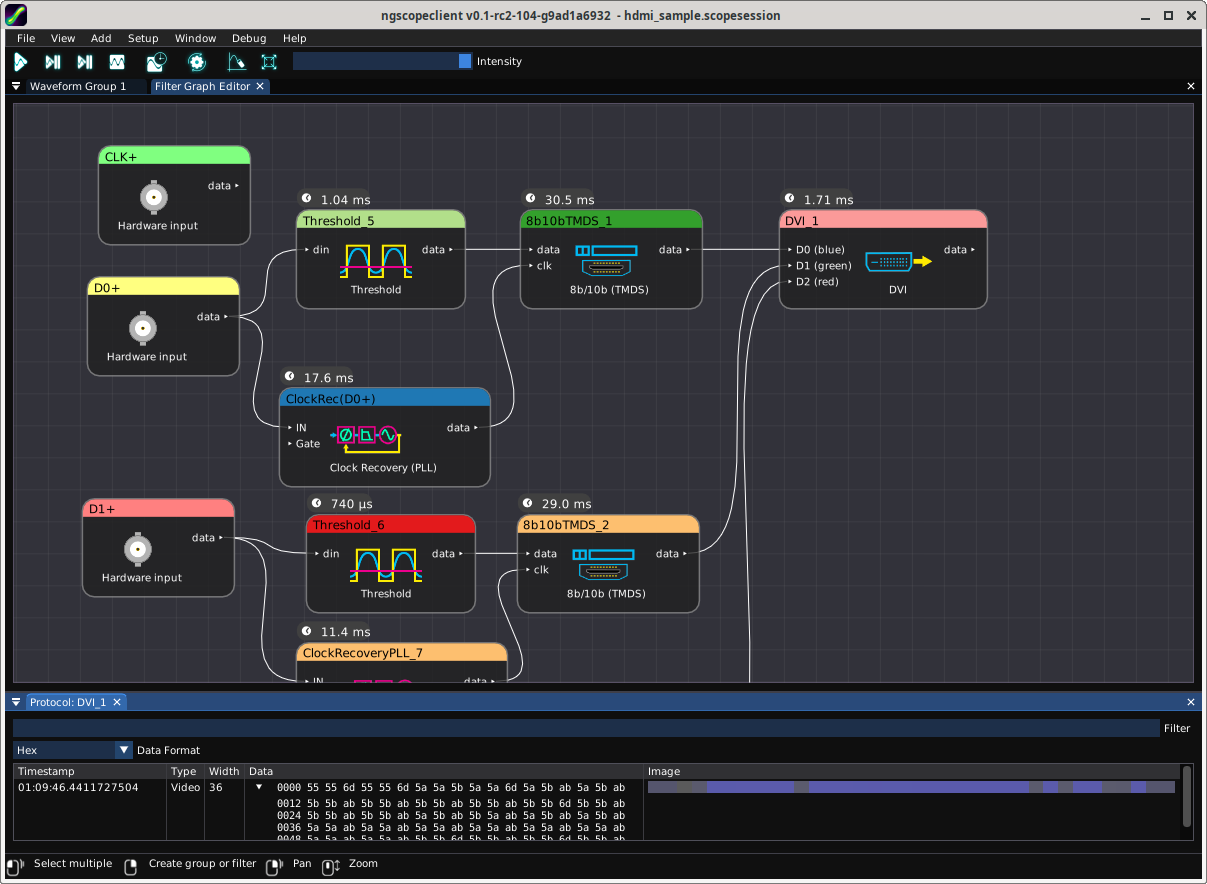 ngscopeclient v0.1-rc2-104-g9ad1a6932 - hdmi_sample.scopesession
File View Add Setup Window Debug Help
Intensity
Waveform Group 1 Filter Graph Editor
CLK+
data
Hardware input
1.04 ms
Threshold_5
din data
Threshold
30.5 ms
8b10bTMDS_1
data data
clk
8b/10b (TMDS)
1.71 ms
DVI_1
D0 (blue) data
D1 (green)
D2 (red)
DVI
D0+
data
Hardware input
17.6 ms
ClockRec(D0+)
IN data
Gate
Clock Recovery (PLL)
D1+
data
Hardware input
740 µs
Threshold_6
din data
Threshold
29.0 ms
8b10bTMDS_2
data data
clk
8b/10b (TMDS)
11.4 ms
ClockRecoveryPLL_7
IN data
Protocol: DVI_1
Filter
Hex Data Format
Timestamp Type Width Data Image
01:09:46.4411727504 Video 36 0000 55 55 6d 55 55 6d 5a 5a 5b 5a 5a 6d 5a 5b ab 5a 5b ab
0012 5b 5b ab 5b 5b ab 5b 5b ab 5b 5b ab 5b 5b 6d 5b 5b ab
0024 5b 5b ab 5a 5b ab 5a 5b ab 5a 5b ab 5a 5b ab 5a 5b ab
0036 5a 5a ab 5a 5a ab 5a 5b ab 5a 5b ab 5a 5b ab 5a 5b ab
Select multiple Create group or filter Pan Zoom